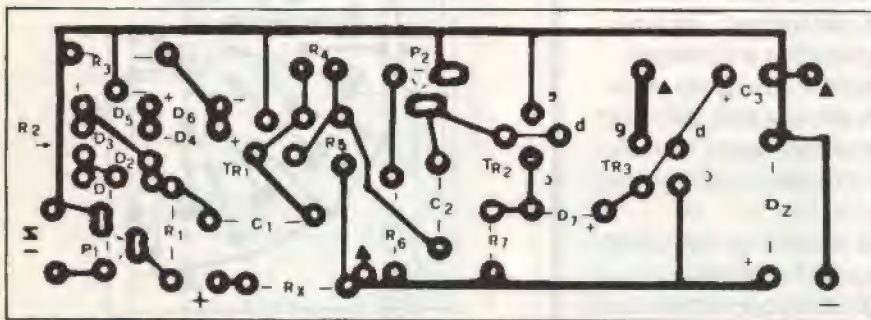 R3
R4
P2
+
+
D5
D6
D3
D4
+
R2
D2
D1
TR1
R5
g
d
TR2
g
d
TR3
+ C3
C1
C2
R1
R6
R7
D7
+
DZ
IN
P1
+
RX
+